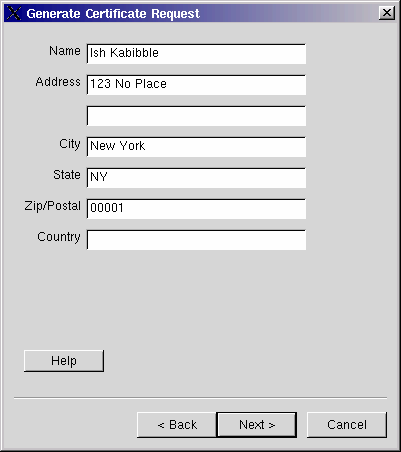 Generate Certificate Request
Name Ish Kabibble
Address 123 No Place
City New York
State NY
Zip/Postal 00001
Country
Help
< Back Next > Cancel